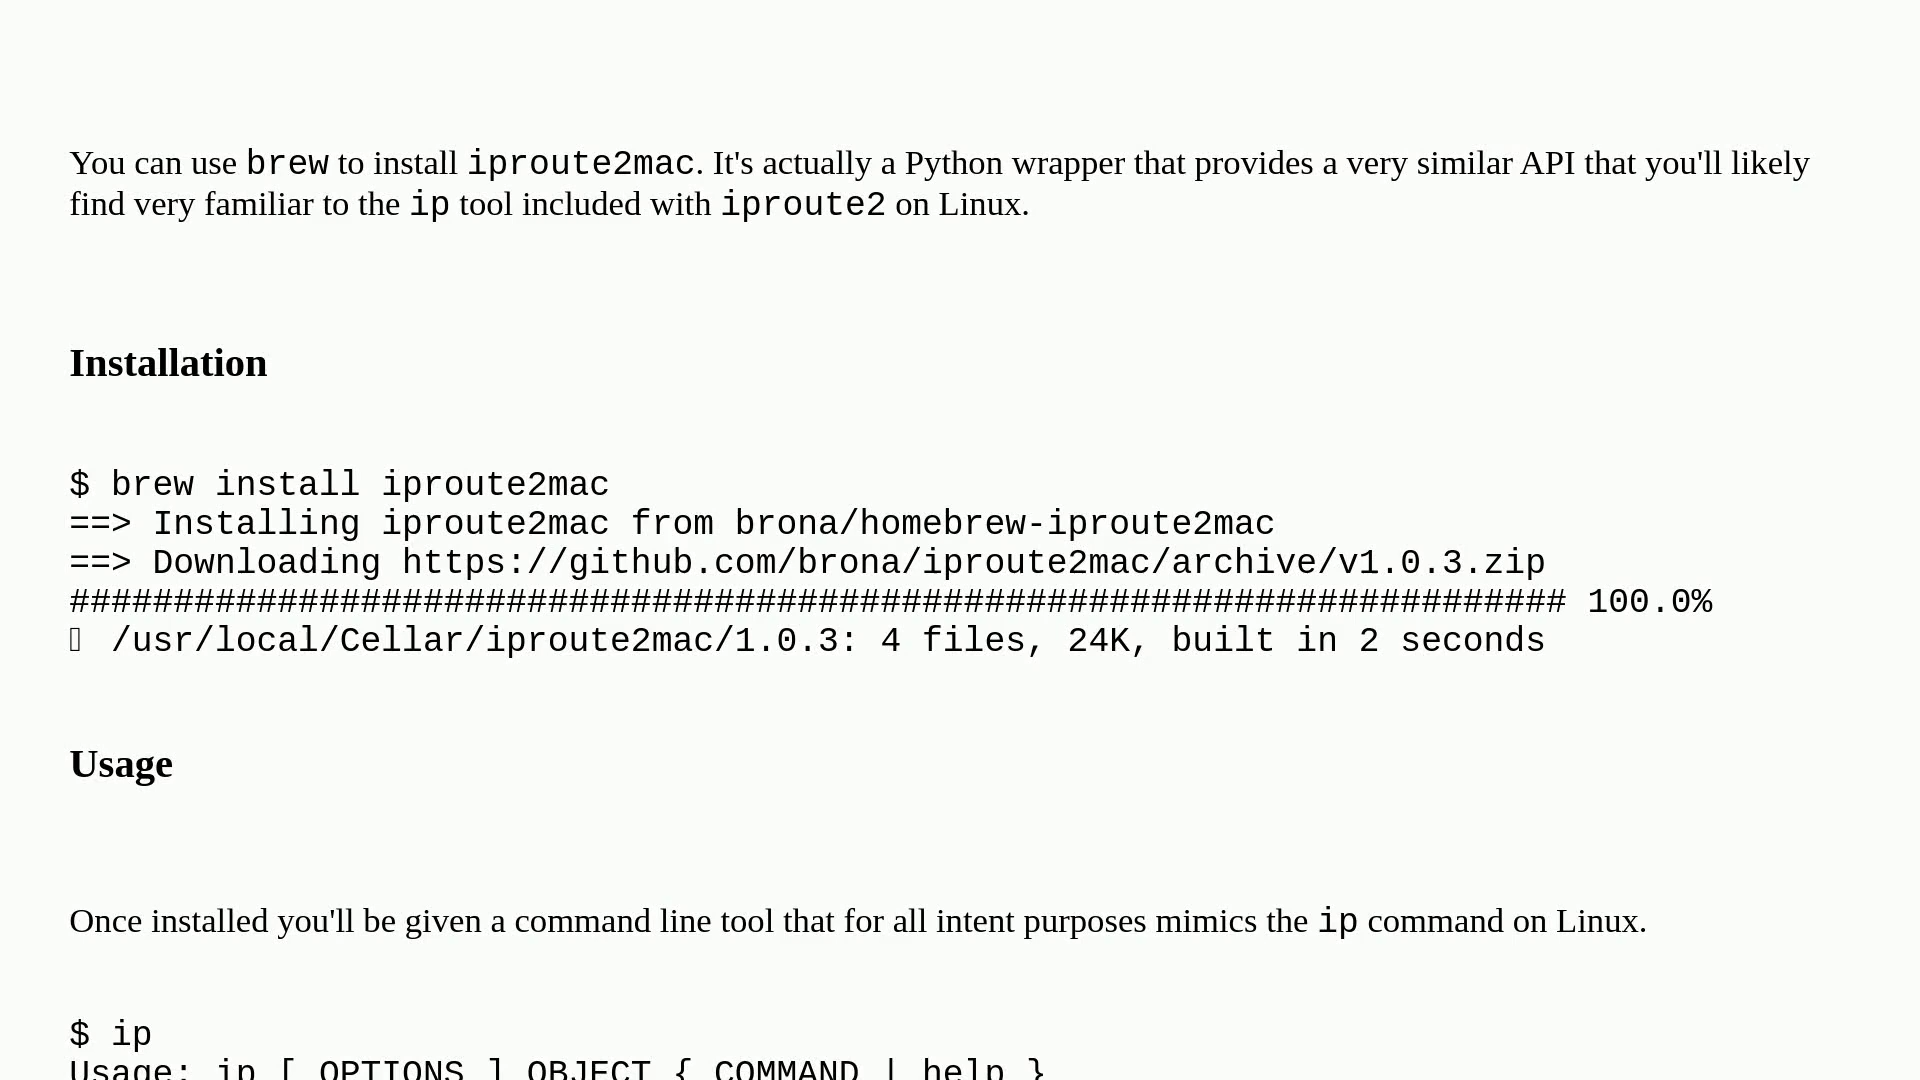 You can use brew to install iproute2mac. It's actually a Python wrapper that provides a very similar API that you'll likely
find very familiar to the ip tool included with iproute2 on Linux.
Installation
$ brew install iproute2mac
==> Installing iproute2mac from brona/homebrew-iproute2mac
==> Downloading https://github.com/brona/iproute2mac/archive/v1.0.3.zip
######################################################################## 100.0%
/usr/local/Cellar/iproute2mac/1.0.3: 4 files, 24K, built in 2 seconds
Usage
Once installed you'll be given a command line tool that for all intent purposes mimics the ip command on Linux.
$ ip
Usage: ip [ OPTIONS ] OBJECT { COMMAND | help }